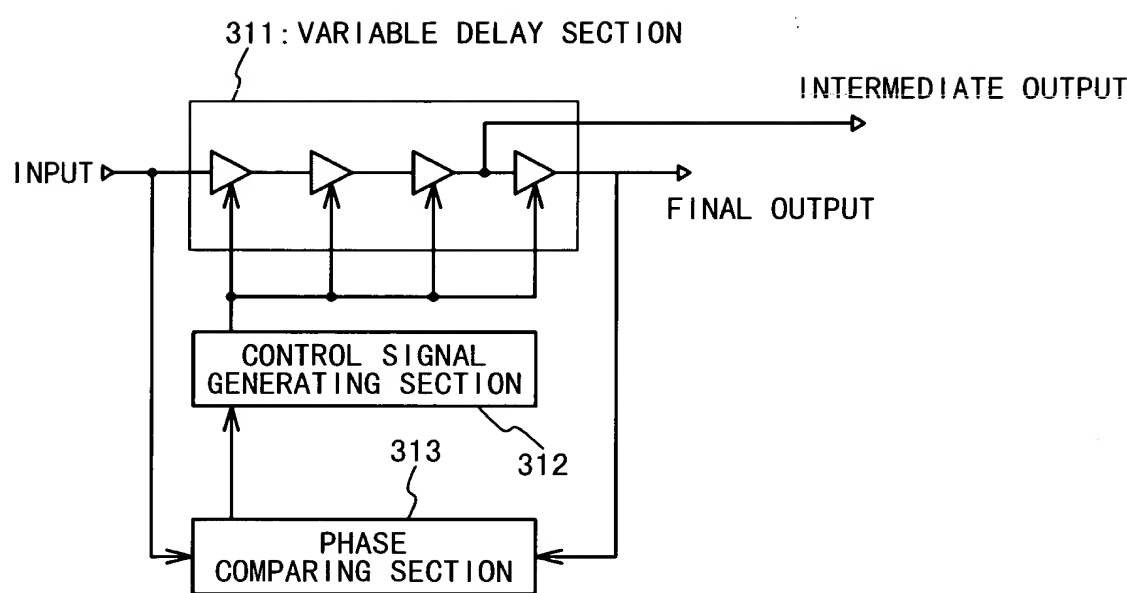 311:VARIABLE DELAY SECTION
INTERMEDIATE OUTPUT
INPUT
FINAL OUTPUT
CONTROL SIGNAL
GENERATING SECTION
312
313
PHASE
COMPARING SECTION